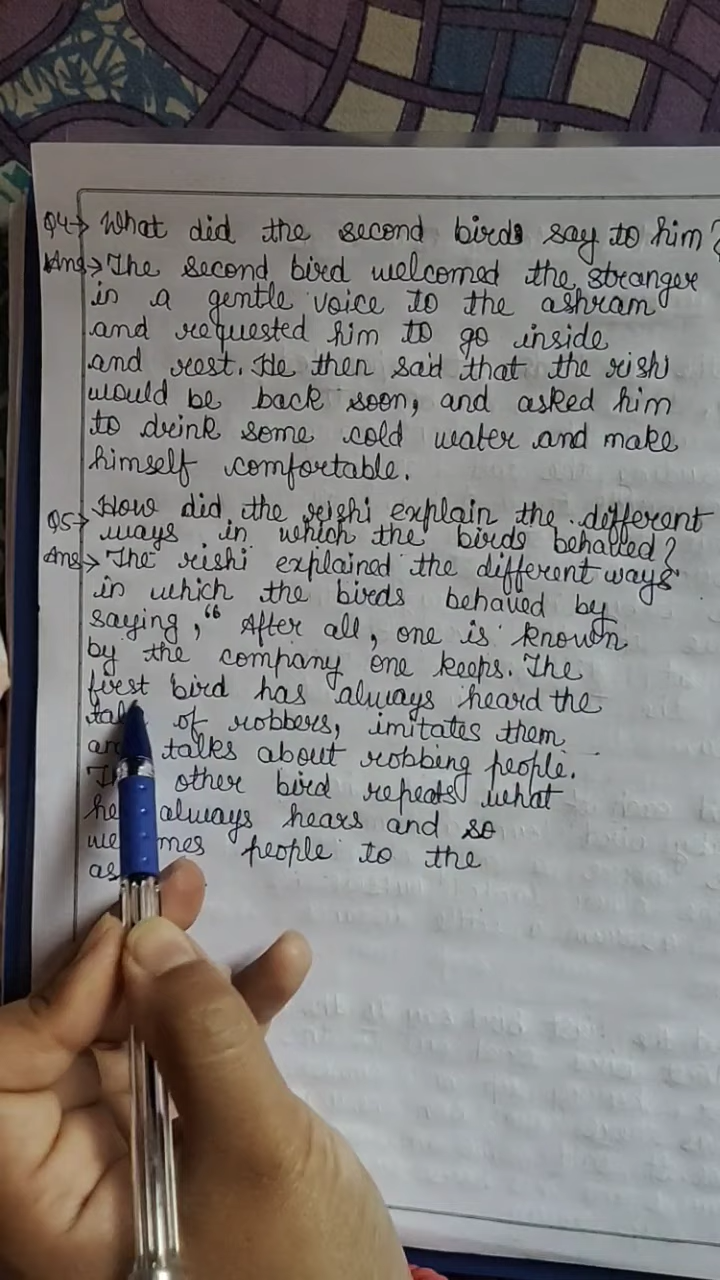 Q4→ What did the second birds say to him?
Ans→ The second bird welcomed the stranger
in a gentle voice to the ashram
and requested him to go inside
and rest. He then said that the rishi
would be back soon, and asked him
to drink some cold water and make
himself comfortable.
Q5→ How did the rishi explain the different
ways in which the birds behaved?
Ans→ The rishi explained the different ways
in which the birds behaved by
saying, “ After all, one is known
by the company one keeps. The
first bird has always heard the
of robbers, imitates them
talks about robbing people.
other bird repeats what
always hears and so
people to the